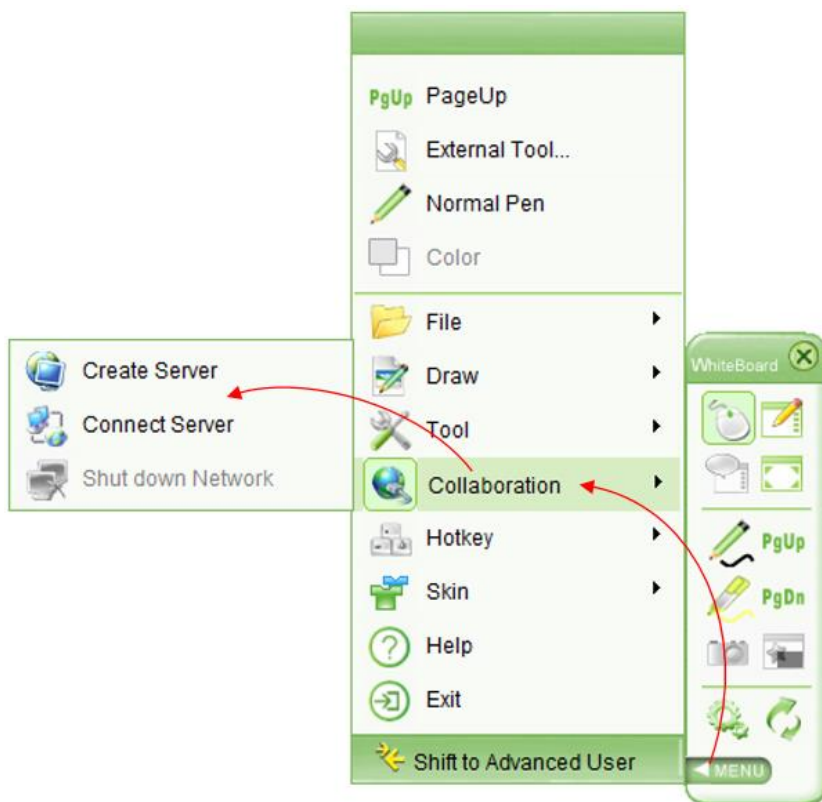 PgUp PageUp
External Tool...
Normal Pen
Color
File
Draw
Tool
Collaboration
Hotkey
Skin
Help
Exit
Shift to Advanced User
Create Server
Connect Server
Shut down Network
WhiteBoard
PgUp
PgDn
MENU